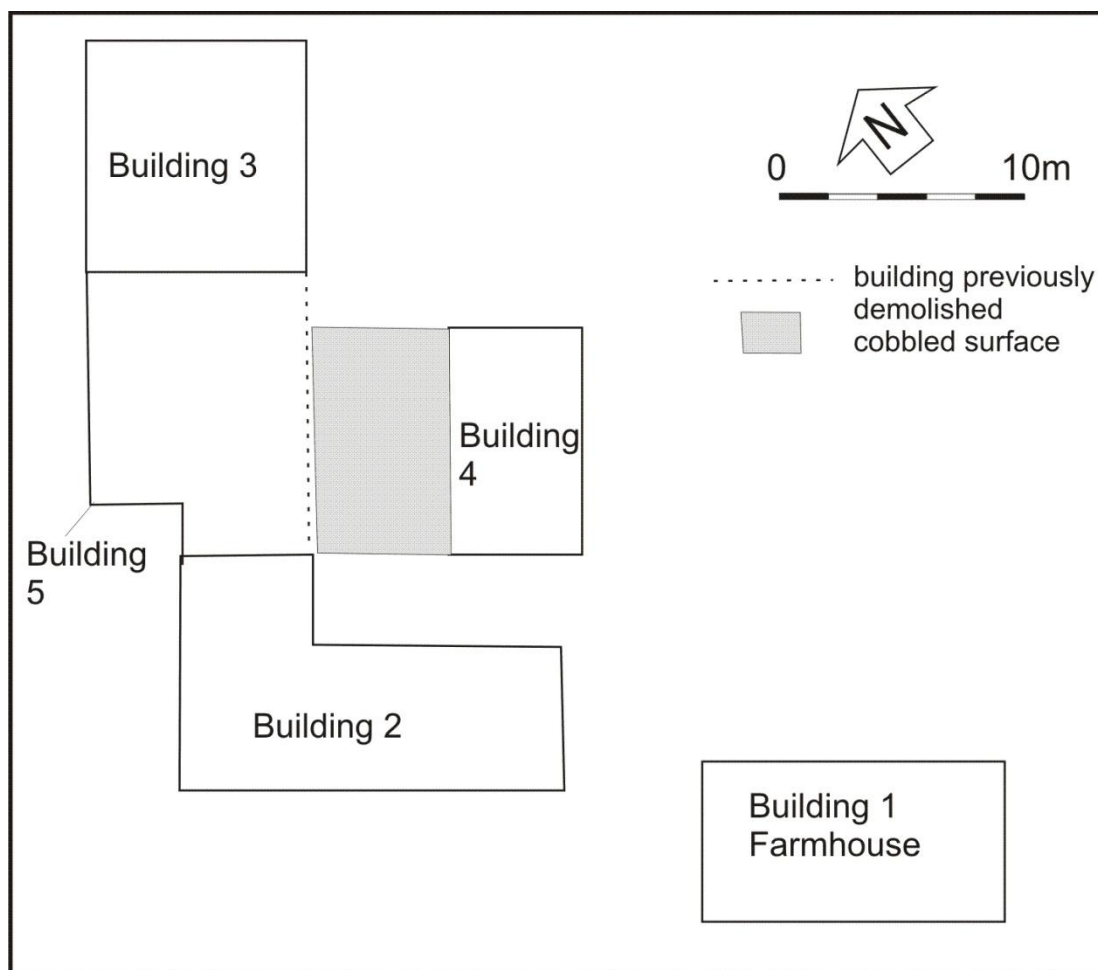 Building 3
N
0 10m
building previously
demolished
cobbled surface
Building
4
Building
5
Building 2
Building 1
Farmhouse